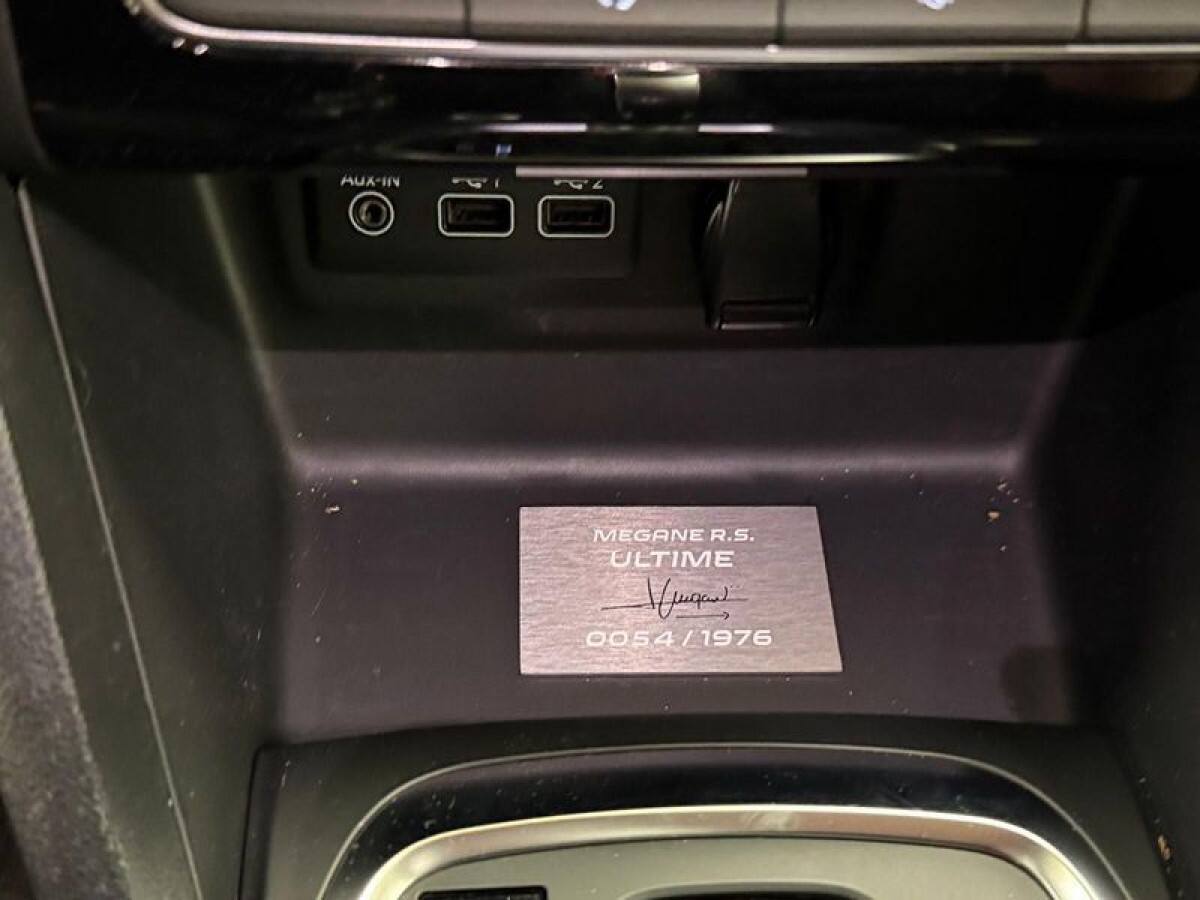 AUX-IN 1 2
MEGANE R.S.
ULTIME
0054/1976